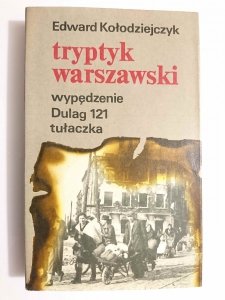 Edward Kołodziejczyk
tryptyk
warszawski
wypędzenie
Dulag 121
tułaczka